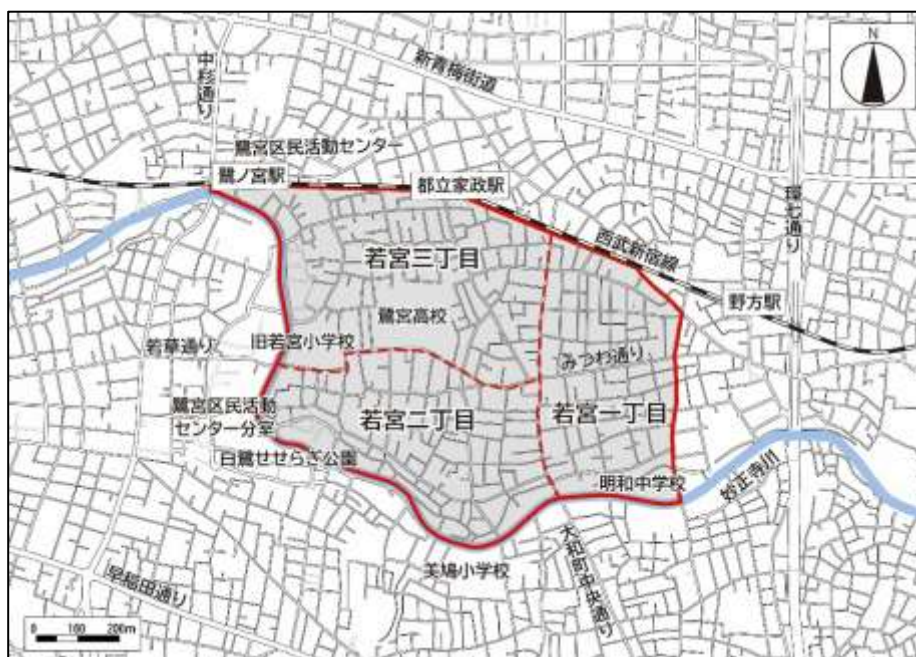 N
中杉通り
新青梅街道
鷺宮区民活動センター
鷺ノ宮駅
都立家政駅
環七通り
西武新宿線
若宮三丁目
野方駅
鷺宮高校
旧若宮小学校
若草通り
みつわ通り
鷺宮区民活動
センター分室
若宮二丁目
若宮一丁目
白鷺せせらぎ公園
明和中学校
妙正寺川
大和町中央通り
美鳩小学校
早稲田通り
0 100 200m